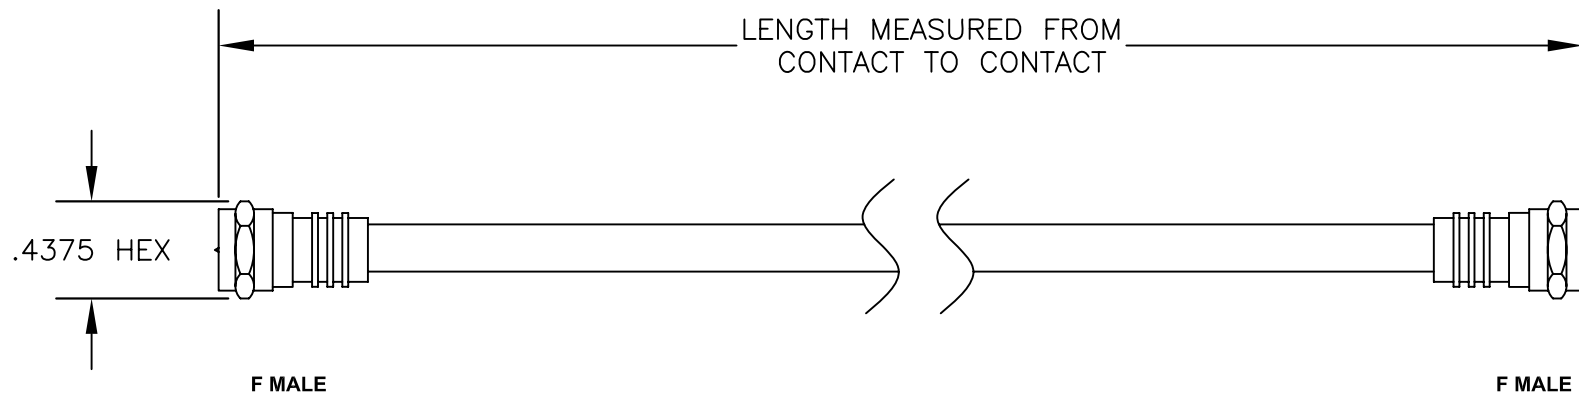 LENGTH MEASURED FROM
CONTACT TO CONTACT
.4375 HEX
F MALE
F MALE